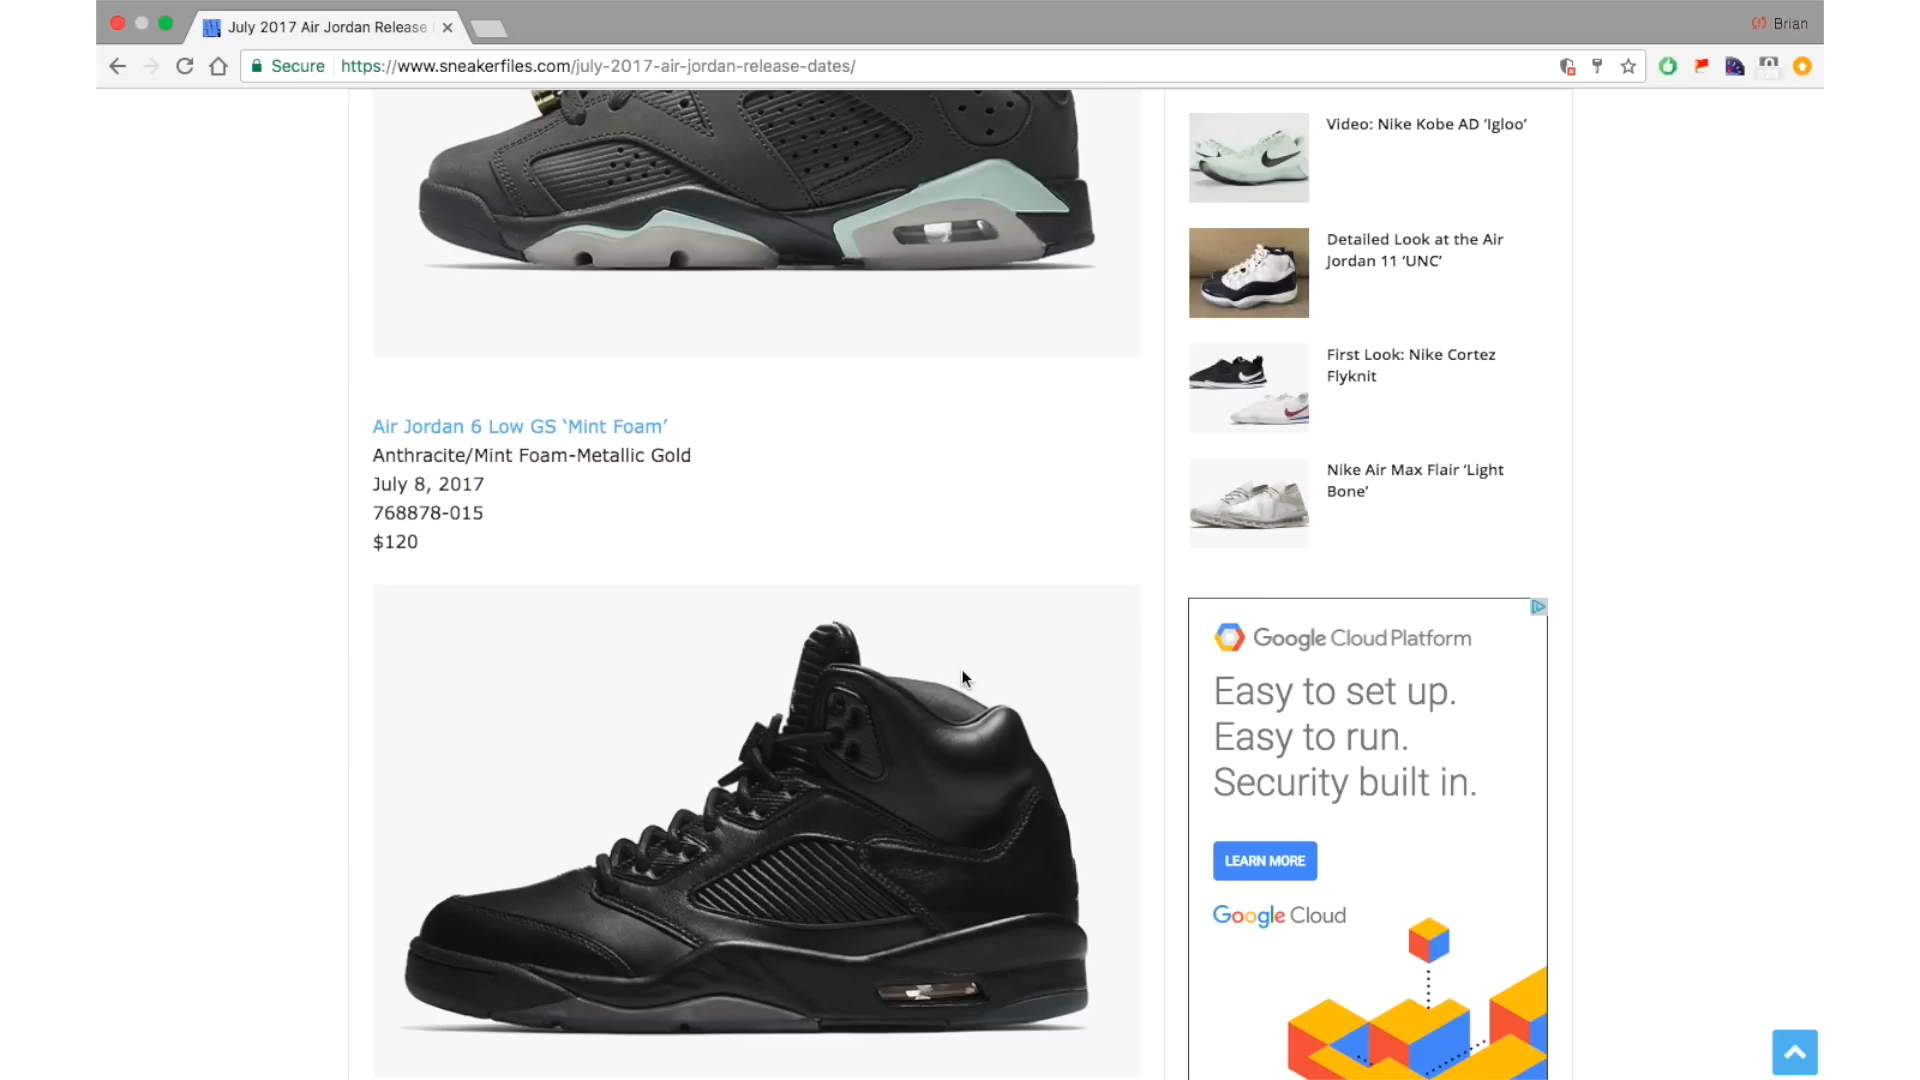 July 2017 Air Jordan Release
Brian
Secure
https://www.sneakerfiles.com/july-2017-air-jordan-release-dates/
Air Jordan 6 Low GS ‘Mint Foam’
Anthracite/Mint Foam-Metallic Gold
July 8, 2017
768878-015
$120
Video: Nike Kobe AD ‘Igloo’
Detailed Look at the Air
Jordan 11 ‘UNC’
First Look: Nike Cortez
Flyknit
Nike Air Max Flair ‘Light
Bone’
Google Cloud Platform
Easy to set up.
Easy to run.
Security built in.
LEARN MORE
Google Cloud